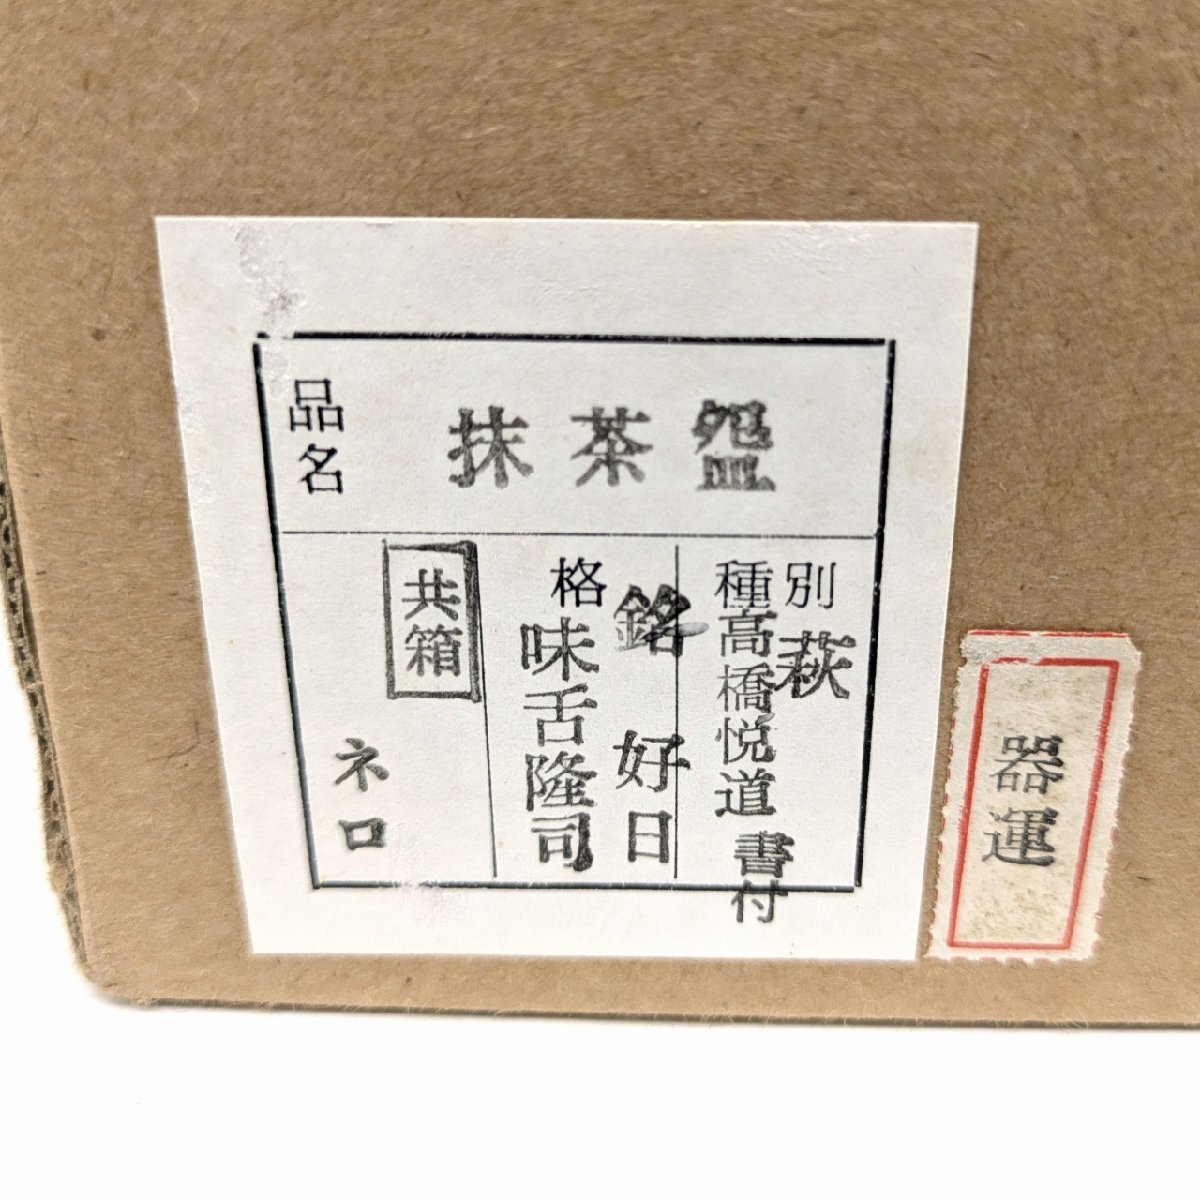 品名
抹茶盌
種別
萩
高橋悦道 書付
銘 好日
格
味舌隆司
共箱
ネロ
器運